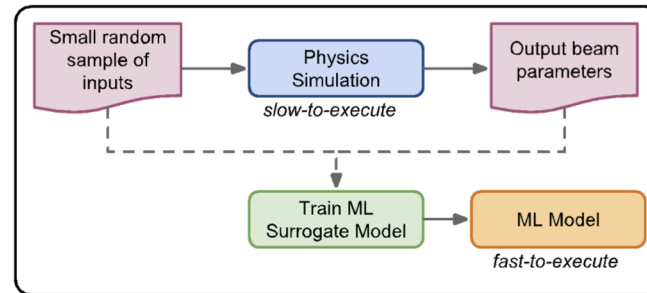 Small random
sample of
inputs
Physics
Simulation
slow-to-execute
Output beam
parameters
Train ML
Surrogate Model
ML Model
fast-to-execute